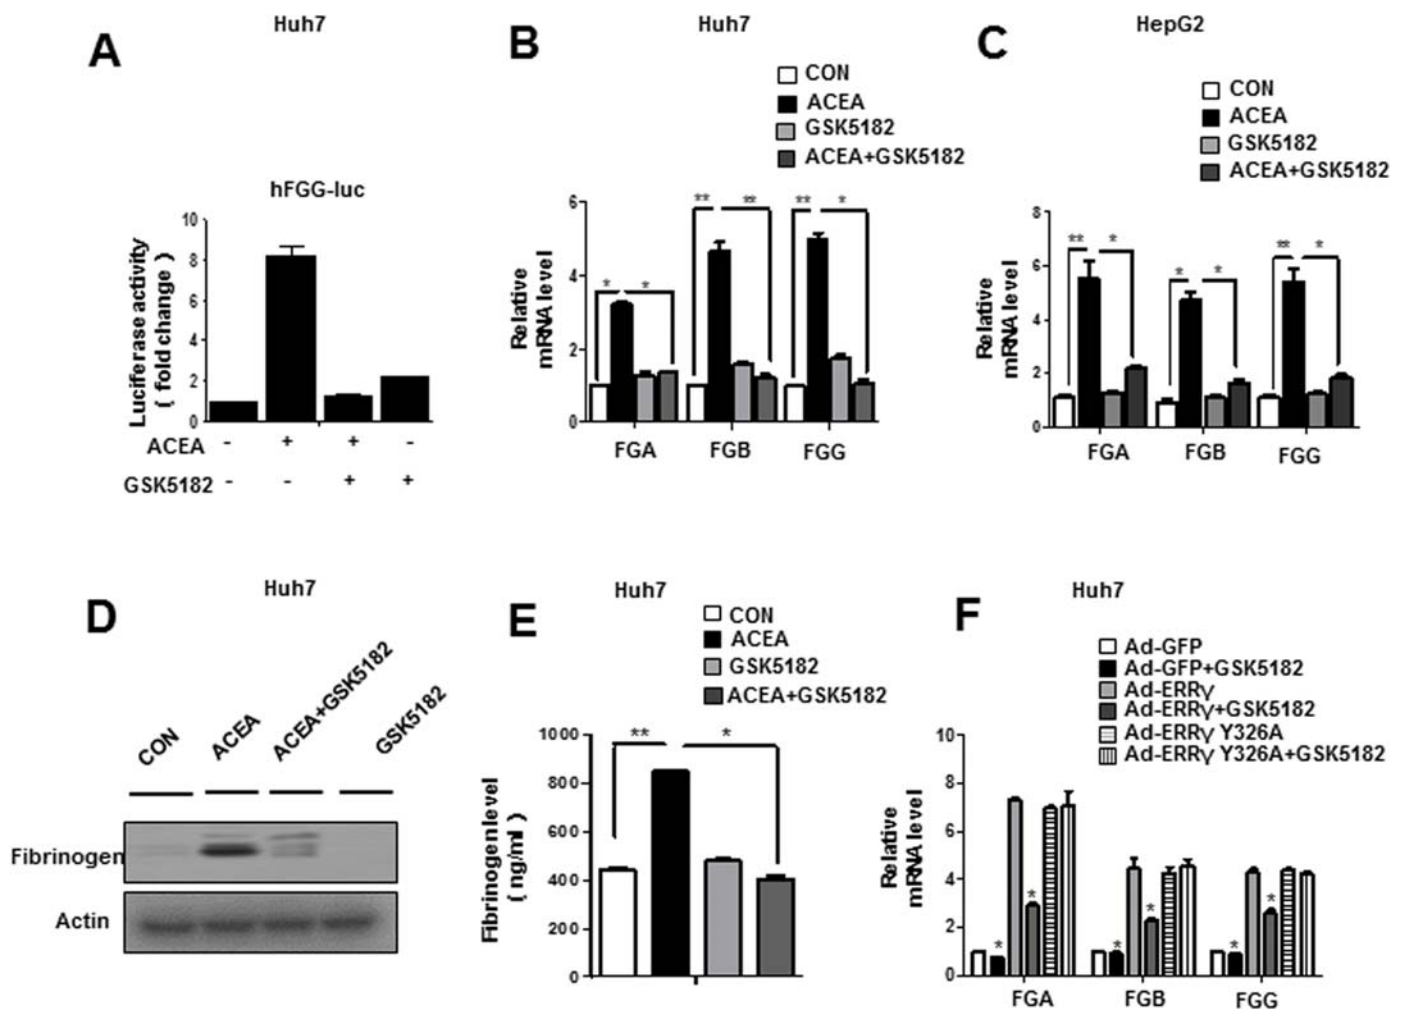 A
Huh7
hFGG-luc
Luciferase activity
( fold change )
10
8
6
4
2
0
ACEA - + + -
GSK5182 - - + +
B
Huh7
CON
ACEA
GSK5182
ACEA+GSK5182
Relative
mRNA level
6
4
2
0
* *
** **
** *
FGA FGB FGG
C
HepG2
CON
ACEA
GSK5182
ACEA+GSK5182
Relative
mRNA level
8
6
4
2
0
** *
* *
** *
FGA FGB FGG
D
Huh7
CON
ACEA
ACEA+GSK5182
GSK5182
Fibrinogen
Actin
E
Huh7
CON
ACEA
GSK5182
ACEA+GSK5182
Fibrinogen level
( ng/ml )
1000
800
600
400
200
0
** *
F
Huh7
Ad-GFP
Ad-GFP+GSK5182
Ad-ERRγ
Ad-ERRγ+GSK5182
Ad-ERRγ Y326A
Ad-ERRγ Y326A+GSK5182
Relative
mRNA level
10
8
6
4
2
0
* *
* *
* *
FGA FGB FGG